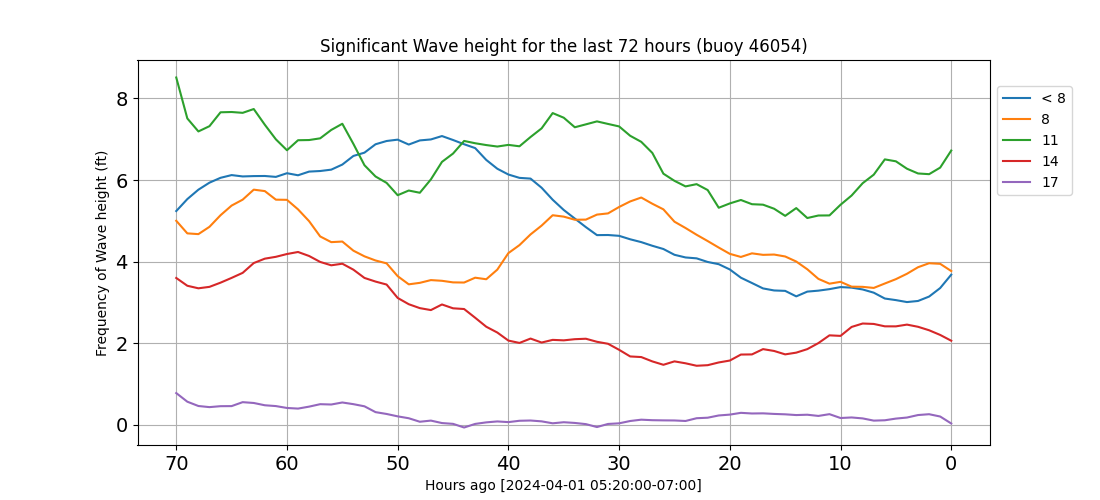 Significant Wave height for the last 72 hours (buoy 46054)
Frequency of Wave height (ft)
8
6
4
2
0
70 60 50 40 30 20 10 0
Hours ago [2024-04-01 05:20:00-07:00]
< 8
8
11
14
17